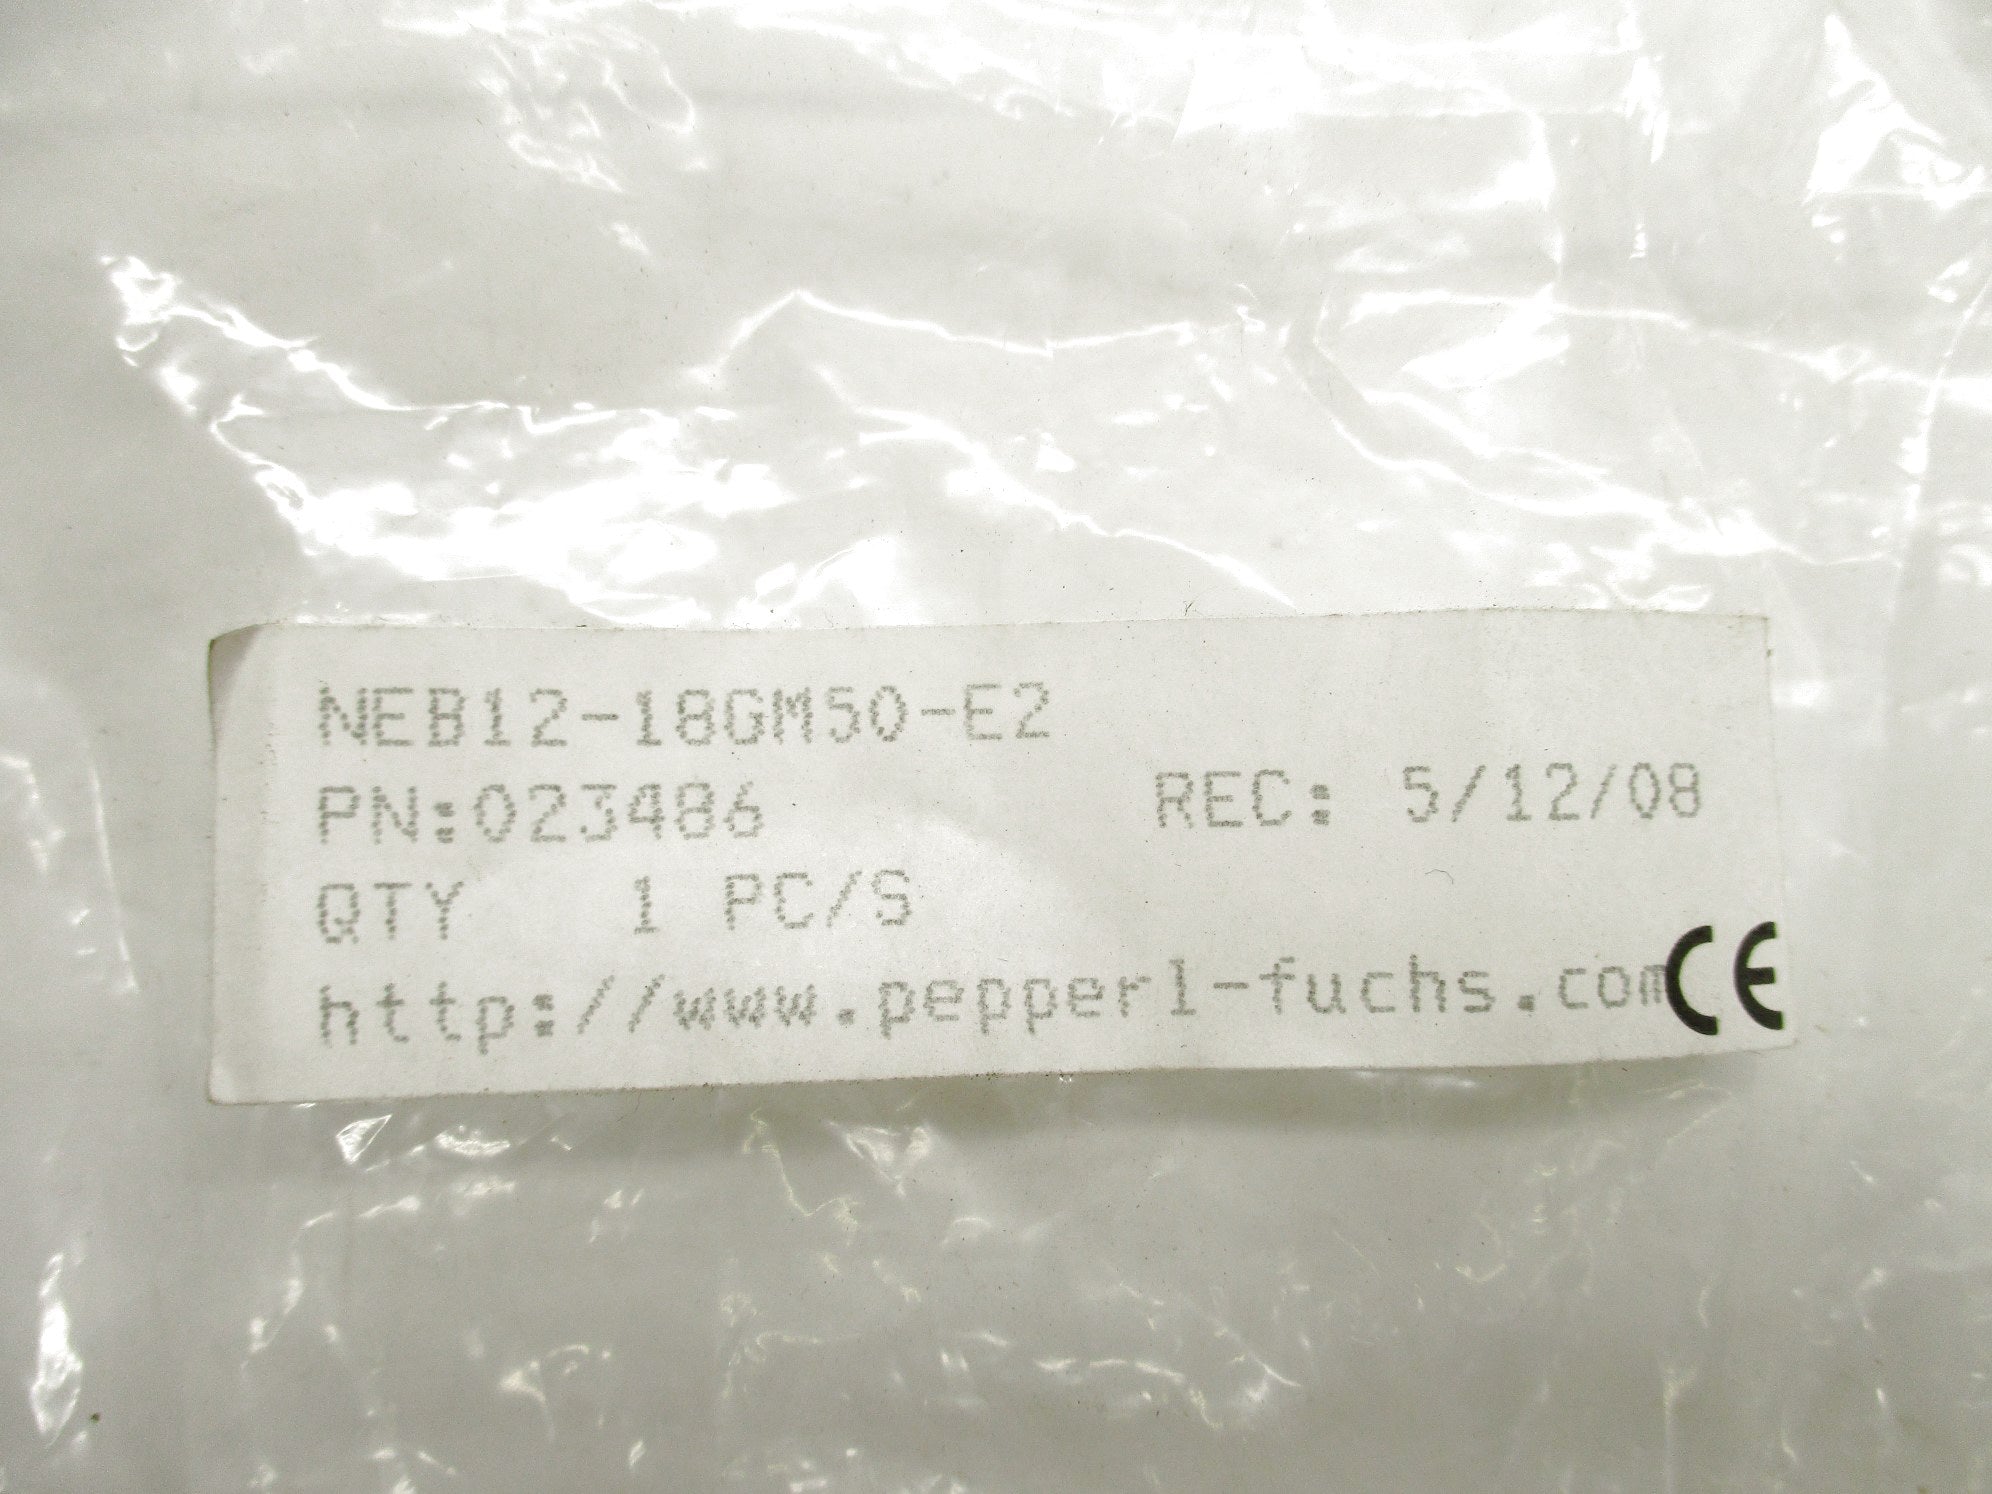 NEB12-18GM50-E2
PN:023486 REC: 5/12/08
QTY 1 PC/S
http://www.pepperl-fuchs.com CE